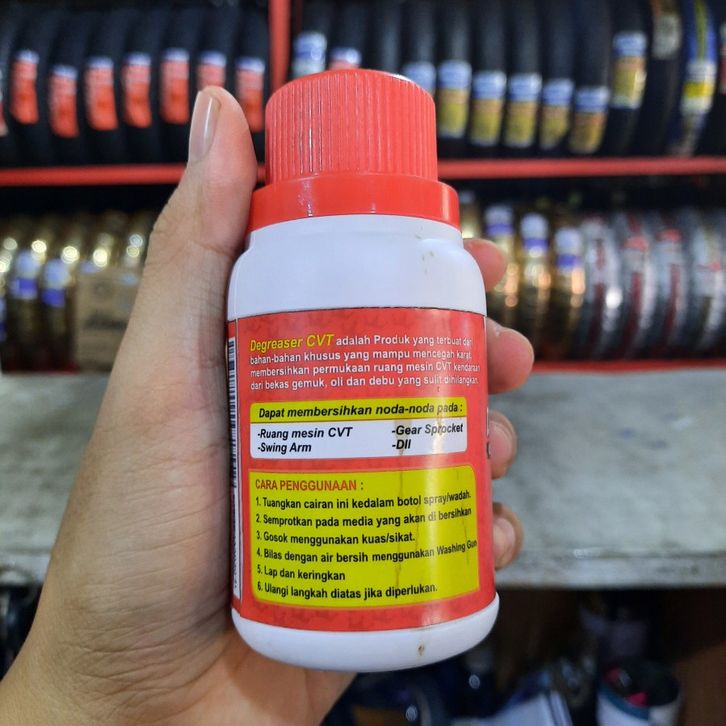 Degreaser CVT adalah Produk yang terbuat dari
bahan-bahan khusus yang mampu mencegah karat,
membersihkan permukaan ruang mesin CVT kendaraan
dari bekas gemuk, oli dan debu yang sulit dihilangkan.
Dapat membersihkan noda-noda pada :
-Ruang mesin CVT -Gear Sprocket
-Swing Arm -Dll
CARA PENGGUNAAN :
1. Tuangkan cairan ini kedalam botol spray/wadah.
2. Semprotkan pada media yang akan di bersihkan
3. Gosok menggunakan kuas/sikat.
4. Bilas dengan air bersih menggunakan Washing Gun
5. Lap dan keringkan
6. Ulangi langkah diatas jika diperlukan.